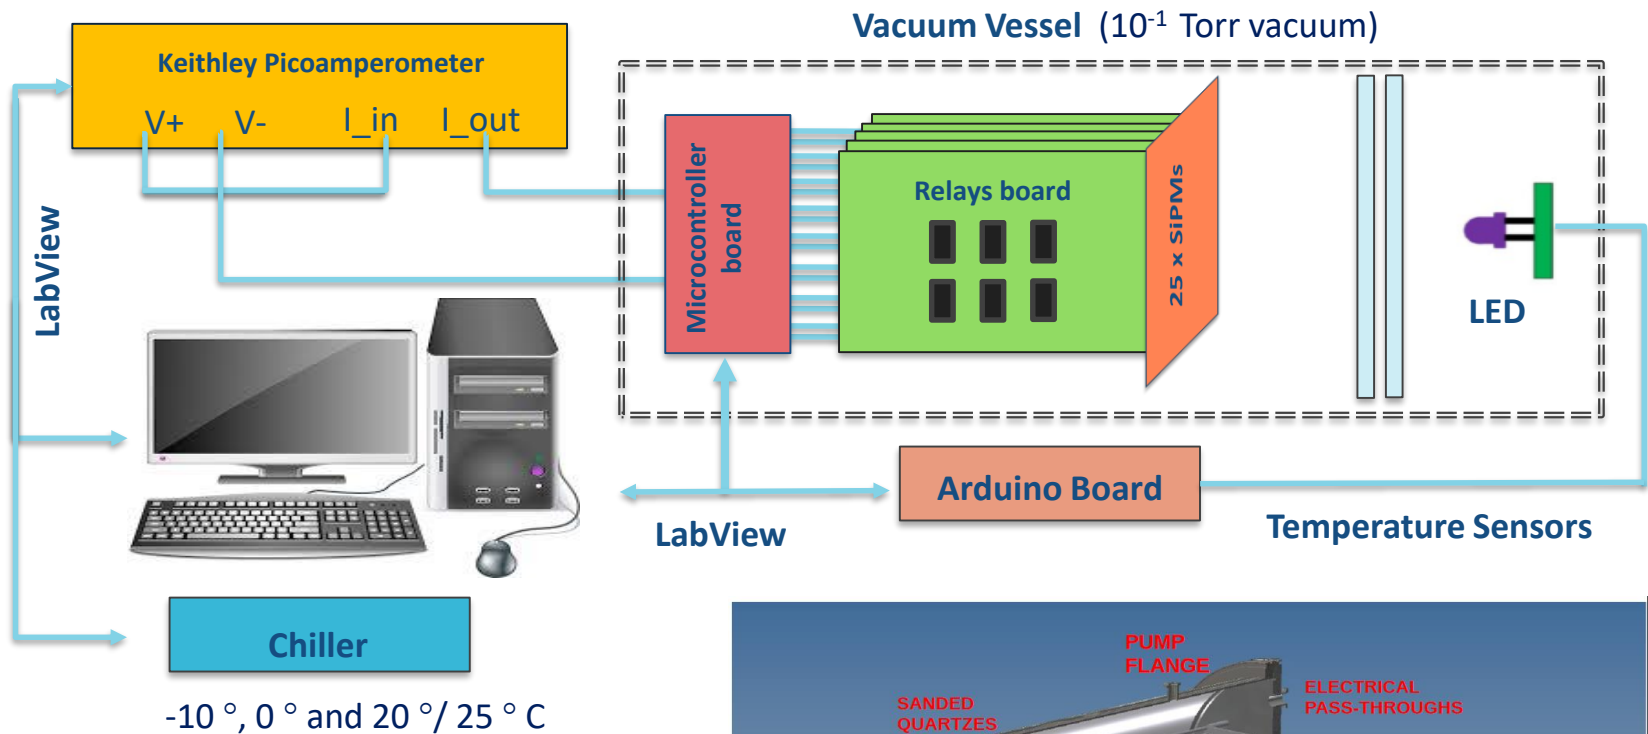 Vacuum Vessel (10⁻¹ Torr vacuum)
Keithley Picoamperometer
V+ V- I_in I_out
LabView
Microcontroller
board
Relays board
25 x SiPMs
LED
Arduino Board
LabView
Temperature Sensors
Chiller
-10 °, 0 ° and 20 °/ 25 ° C
PUMP
FLANGE
SANDED
QUARTZES
ELECTRICAL
PASS-THROUGHS